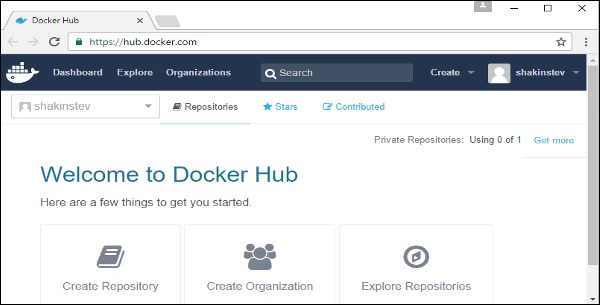 Docker Hub
https://hub.docker.com
Dashboard Explore Organizations Search Create shakinstev
shakinstev Repositories Stars Contributed
Private Repositories: Using 0 of 1 Get more
Welcome to Docker Hub
Here are a few things to get you started.
Create Repository Create Organization Explore Repositories